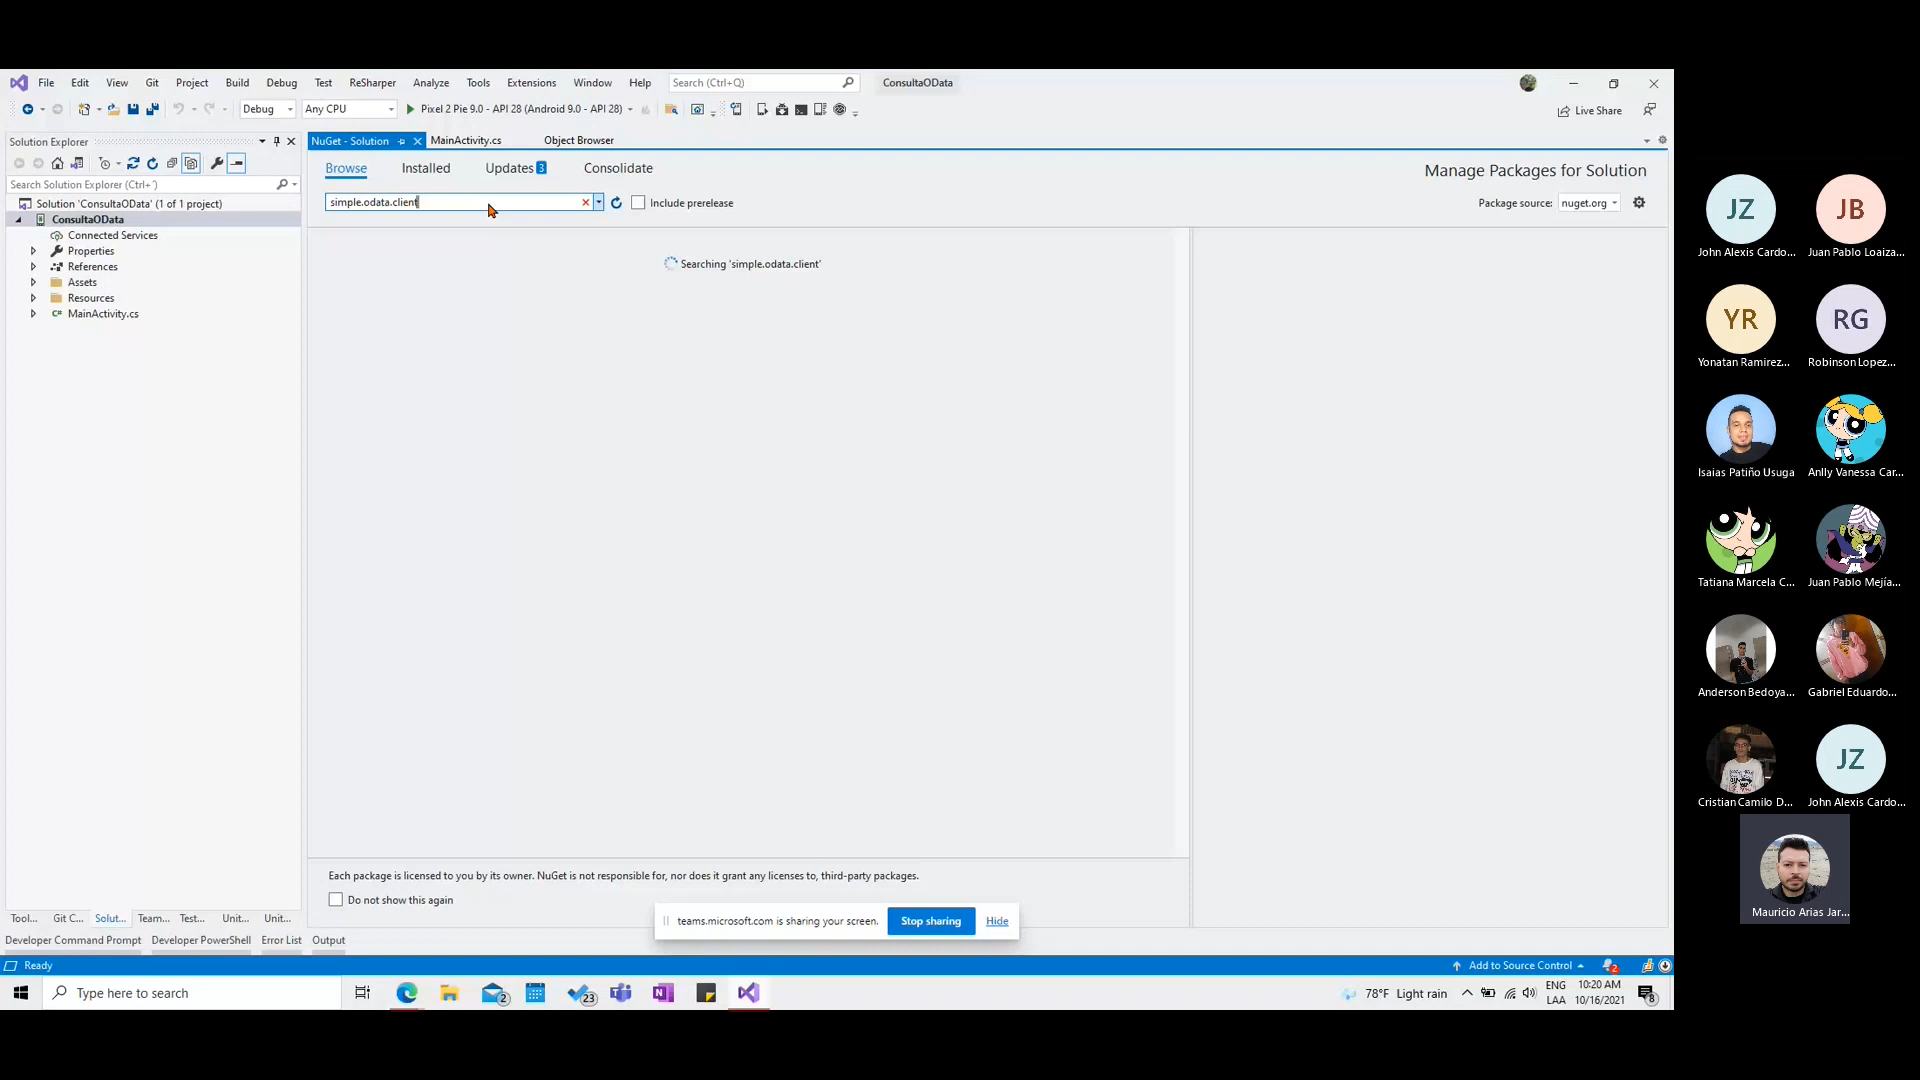 File Edit View Git Project Build Debug Test ReSharper Analyze Tools Extensions Window Help Search (Ctrl+Q) ConsultaOData
Debug Any CPU Pixel 2 Pie 9.0 - API 28 (Android 9.0 - API 28) Live Share
Solution Explorer
Search Solution Explorer (Ctrl+´)
Solution 'ConsultaOData' (1 of 1 project)
ConsultaOData
Connected Services
Properties
References
Assets
Resources
C# MainActivity.cs
NuGet - Solution MainActivity.cs Object Browser
Browse Installed Updates 3 Consolidate
Manage Packages for Solution
simple.odata.client Include prerelease
Package source: nuget.org
Searching 'simple.odata.client'
Each package is licensed to you by its owner. NuGet is not responsible for, nor does it grant any licenses to, third-party packages.
Do not show this again
teams.microsoft.com is sharing your screen. Stop sharing Hide
Tool... Git C... Solut... Team... Test... Unit... Unit...
Developer Command Prompt Developer PowerShell Error List Output
Ready
Add to Source Control 2
Type here to search
2
23
78°F Light rain
ENG
LAA
10:20 AM
10/16/2021
8
JZ
John Alexis Cardo...
JB
Juan Pablo Loaiza...
YR
Yonatan Ramirez...
RG
Robinson Lopez...
Isaias Patiño Usuga
Anlly Vanessa Car...
Tatiana Marcela C...
Juan Pablo Mejía...
Anderson Bedoya...
Gabriel Eduardo...
Cristian Camilo D...
JZ
John Alexis Cardo...
Mauricio Arias Jar...